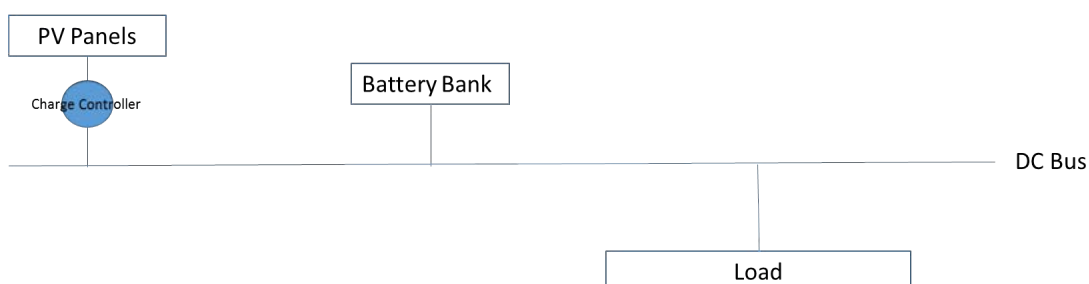 PV Panels
Charge Controller
Battery Bank
DC Bus
Load